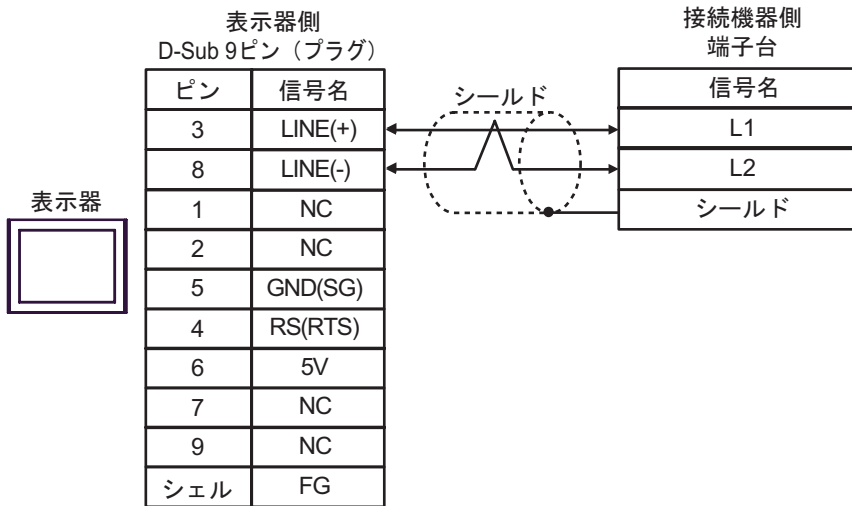 表示器側
D-Sub 9ピン（プラグ）
ピン 信号名
3 LINE(+)
8 LINE(-)
1 NC
2 NC
5 GND(SG)
4 RS(RTS)
6 5V
7 NC
9 NC
シェル FG
表示器
シールド
接続機器側
端子台
信号名
L1
L2
シールド